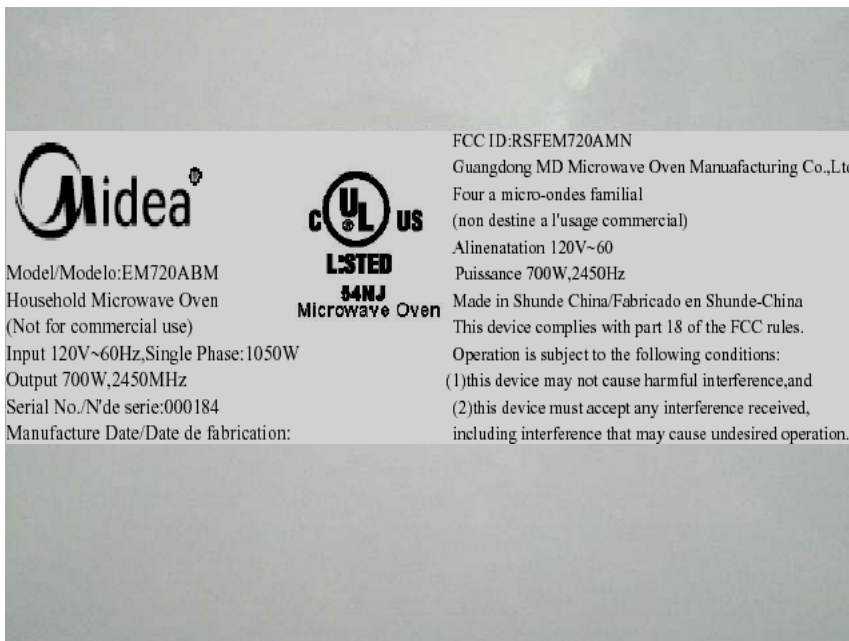 Midea®
Model/Modelo:EM720ABM
Household Microwave Oven
(Not for commercial use)
Input 120V~60Hz,Single Phase:1050W
Output 700W,2450MHz
Serial No./N'de serie:000184
Manufacture Date/Date de fabrication:
C UL® US
LISTED
54NJ
Microwave Oven
FCC ID:RSFEM720AMN
Guangdong MD Microwave Oven Manuafacturing Co.,Ltd
Four a micro-ondes familial
(non destine a l'usage commercial)
Alinenatation 120V~60
Puissance 700W,2450Hz
Made in Shunde China/Fabricado en Shunde-China
This device complies with part 18 of the FCC rules.
Operation is subject to the following conditions:
(1)this device may not cause harmful interference,and
(2)this device must accept any interference received,
including interference that may cause undesired operation.